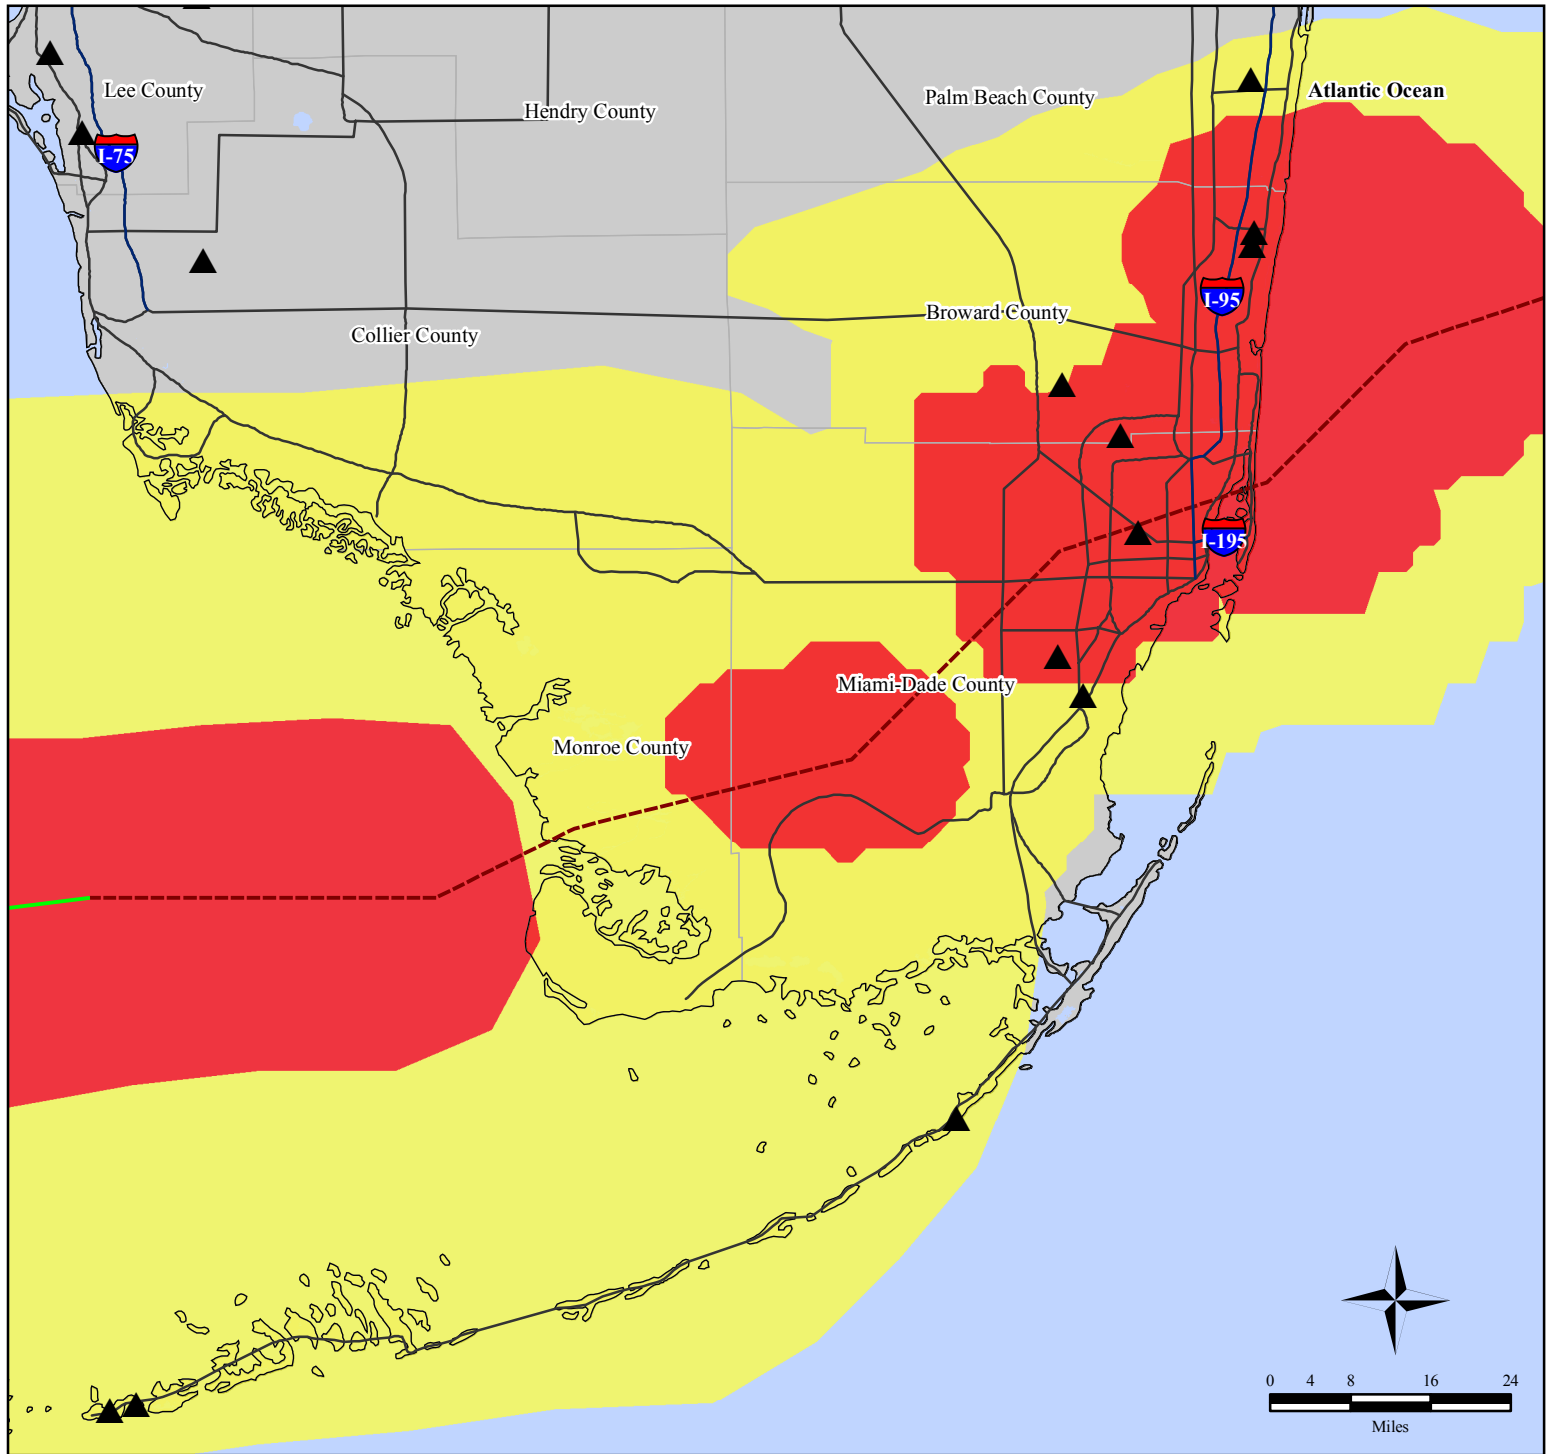 Lee County
Palm Beach County
Atlantic Ocean
Hendry County
I-75
I-95
Broward County
Collier County
I-195
Miami-Dade County
Monroe County
0 4 8 16 24
Miles